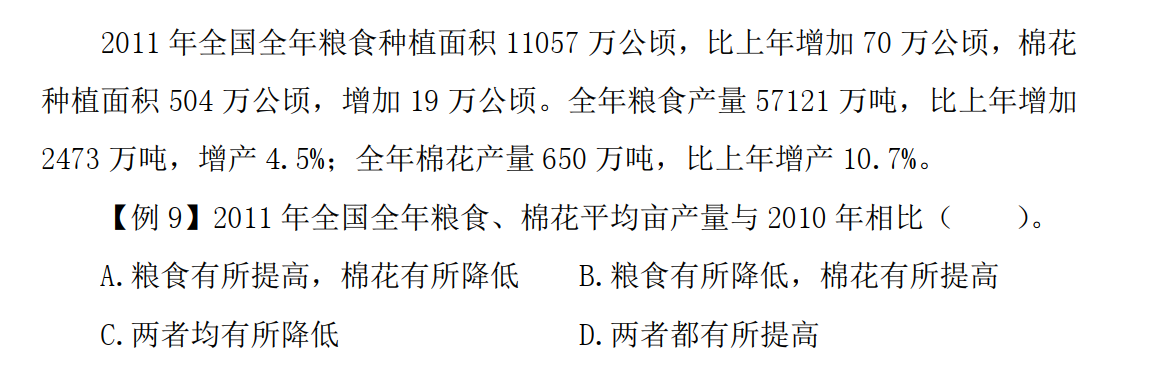 2011 年全国全年粮食种植面积 11057 万公顷，比上年增加 70 万公顷，棉花
种植面积 504 万公顷，增加 19 万公顷。全年粮食产量 57121 万吨，比上年增加
2473 万吨，增产 4.5%；全年棉花产量 650 万吨，比上年增产 10.7%。
【例 9】2011 年全国全年粮食、棉花平均亩产量与 2010 年相比（　　）。
A.粮食有所提高，棉花有所降低　　B.粮食有所降低，棉花有所提高
C.两者均有所降低　　D.两者都有所提高